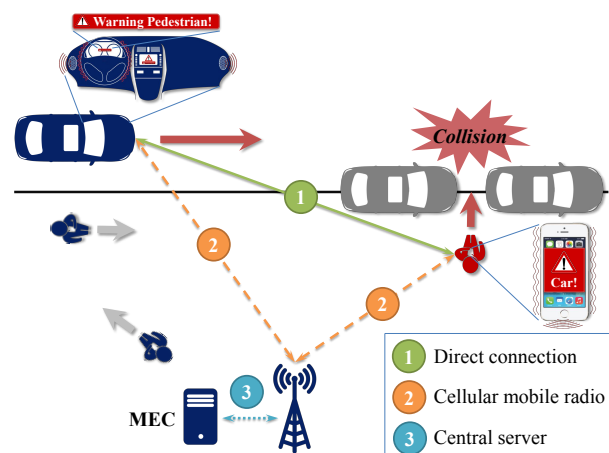 Warning Pedestrian!
Collision
1
2
2
Car!
3
MEC
1 Direct connection
2 Cellular mobile radio
3 Central server